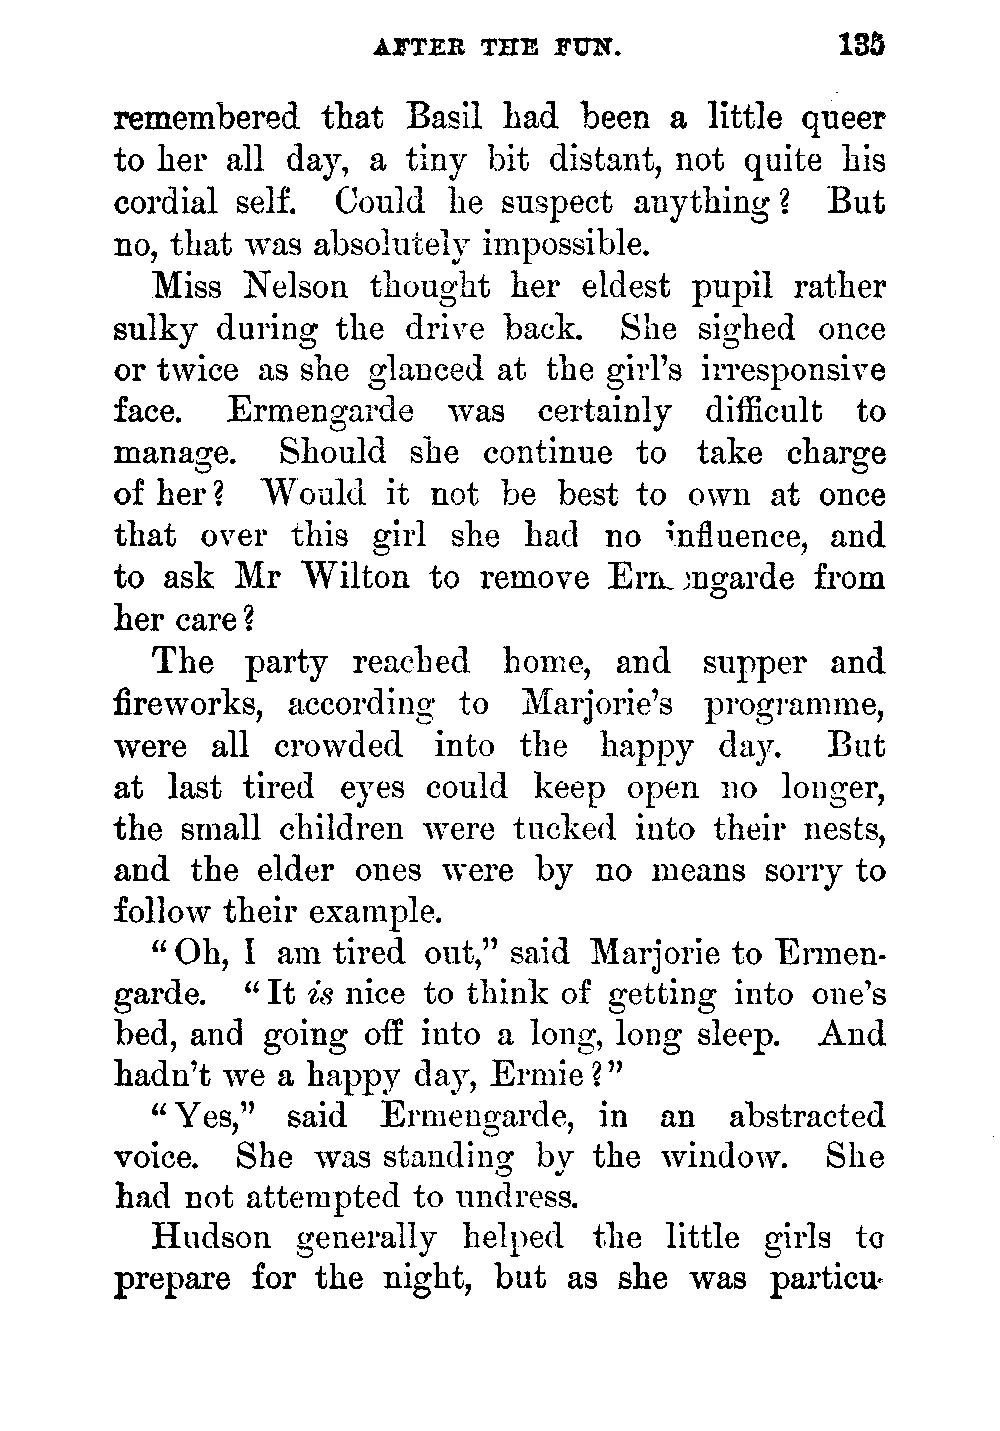 AFTER THE FUN. 135
remembered that Basil had been a little queer
to her all day, a tiny bit distant, not quite his
cordial self. Could he suspect anything? But
no, that was absolutely impossible.
Miss Nelson thought her eldest pupil rather
sulky during the drive back. She sighed once
or twice as she glanced at the girl's irresponsive
face. Ermengarde was certainly difficult to
manage. Should she continue to take charge
of her? Would it not be best to own at once
that over this girl she had no influence, and
to ask Mr Wilton to remove Ermengarde from
her care?
The party reached home, and supper and
fireworks, according to Marjorie's programme,
were all crowded into the happy day. But
at last tired eyes could keep open no longer,
the small children were tucked into their nests,
and the elder ones were by no means sorry to
follow their example.
"Oh, I am tired out," said Marjorie to Ermen-
garde. "It is nice to think of getting into one's
bed, and going off into a long, long sleep. And
hadn't we a happy day, Ermie?"
"Yes," said Ermengarde, in an abstracted
voice. She was standing by the window. She
had not attempted to undress.
Hudson generally helped the little girls to
prepare for the night, but as she was particu-